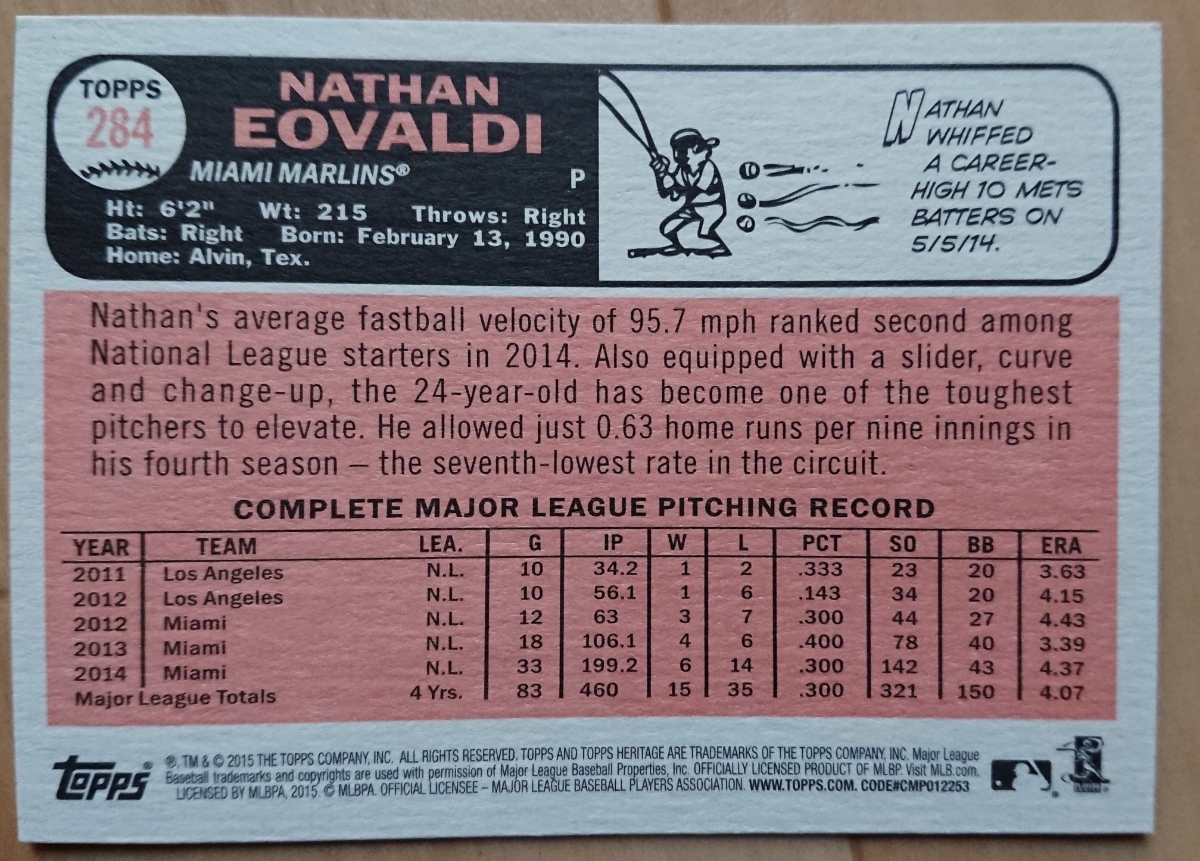 TOPPS
284
NATHAN
EOVALDI
MIAMI MARLINS® P
Ht: 6'2" Wt: 215 Throws: Right
Bats: Right Born: February 13, 1990
Home: Alvin, Tex.
NATHAN
WHIFFED
A CAREER-
HIGH 10 METS
BATTERS ON
5/5/14.
Nathan's average fastball velocity of 95.7 mph ranked second among
National League starters in 2014. Also equipped with a slider, curve
and change-up, the 24-year-old has become one of the toughest
pitchers to elevate. He allowed just 0.63 home runs per nine innings in
his fourth season – the seventh-lowest rate in the circuit.
COMPLETE MAJOR LEAGUE PITCHING RECORD
YEAR TEAM LEA. G IP W L PCT SO BB ERA
2011 Los Angeles N.L. 10 34.2 1 2 .333 23 20 3.63
2012 Los Angeles N.L. 10 56.1 1 6 .143 34 20 4.15
2012 Miami N.L. 12 63 3 7 .300 44 27 4.43
2013 Miami N.L. 18 106.1 4 6 .400 78 40 3.39
2014 Miami N.L. 33 199.2 6 14 .300 142 43 4.37
Major League Totals 4 Yrs. 83 460 15 35 .300 321 150 4.07
Topps®
®, TM & © 2015 THE TOPPS COMPANY, INC. ALL RIGHTS RESERVED. TOPPS AND TOPPS HERITAGE ARE TRADEMARKS OF THE TOPPS COMPANY, INC. Major League
Baseball trademarks and copyrights are used with permission of Major League Baseball Properties, Inc. OFFICIALLY LICENSED PRODUCT OF MLBP. Visit MLB.com.
LICENSED BY MLBPA, 2015. © MLBPA. OFFICIAL LICENSEE – MAJOR LEAGUE BASEBALL PLAYERS ASSOCIATION. WWW.TOPPS.COM. CODE#CMP012253